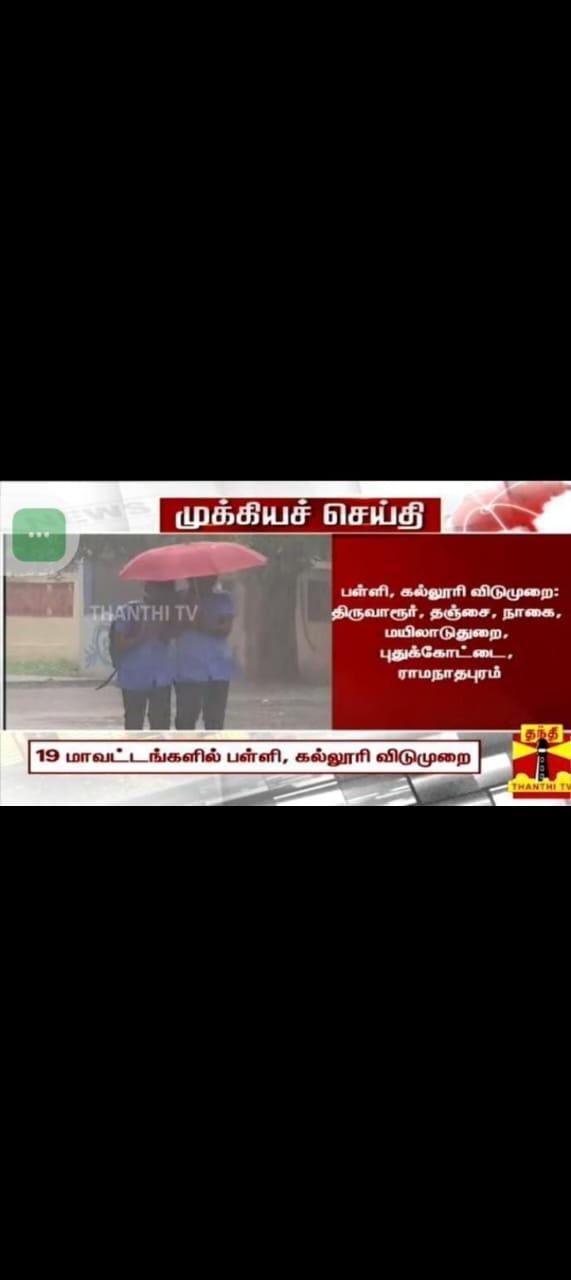 NEWS
முக்கியச் செய்தி
THANTHI TV
பள்ளி, கல்லூரி விடுமுறை:
திருவாரூர், தஞ்சை, நாகை,
மயிலாடுதுறை,
புதுக்கோட்டை,
ராமநாதபுரம்
19 மாவட்டங்களில் பள்ளி, கல்லூரி விடுமுறை
தந்தி
THANTHI TV